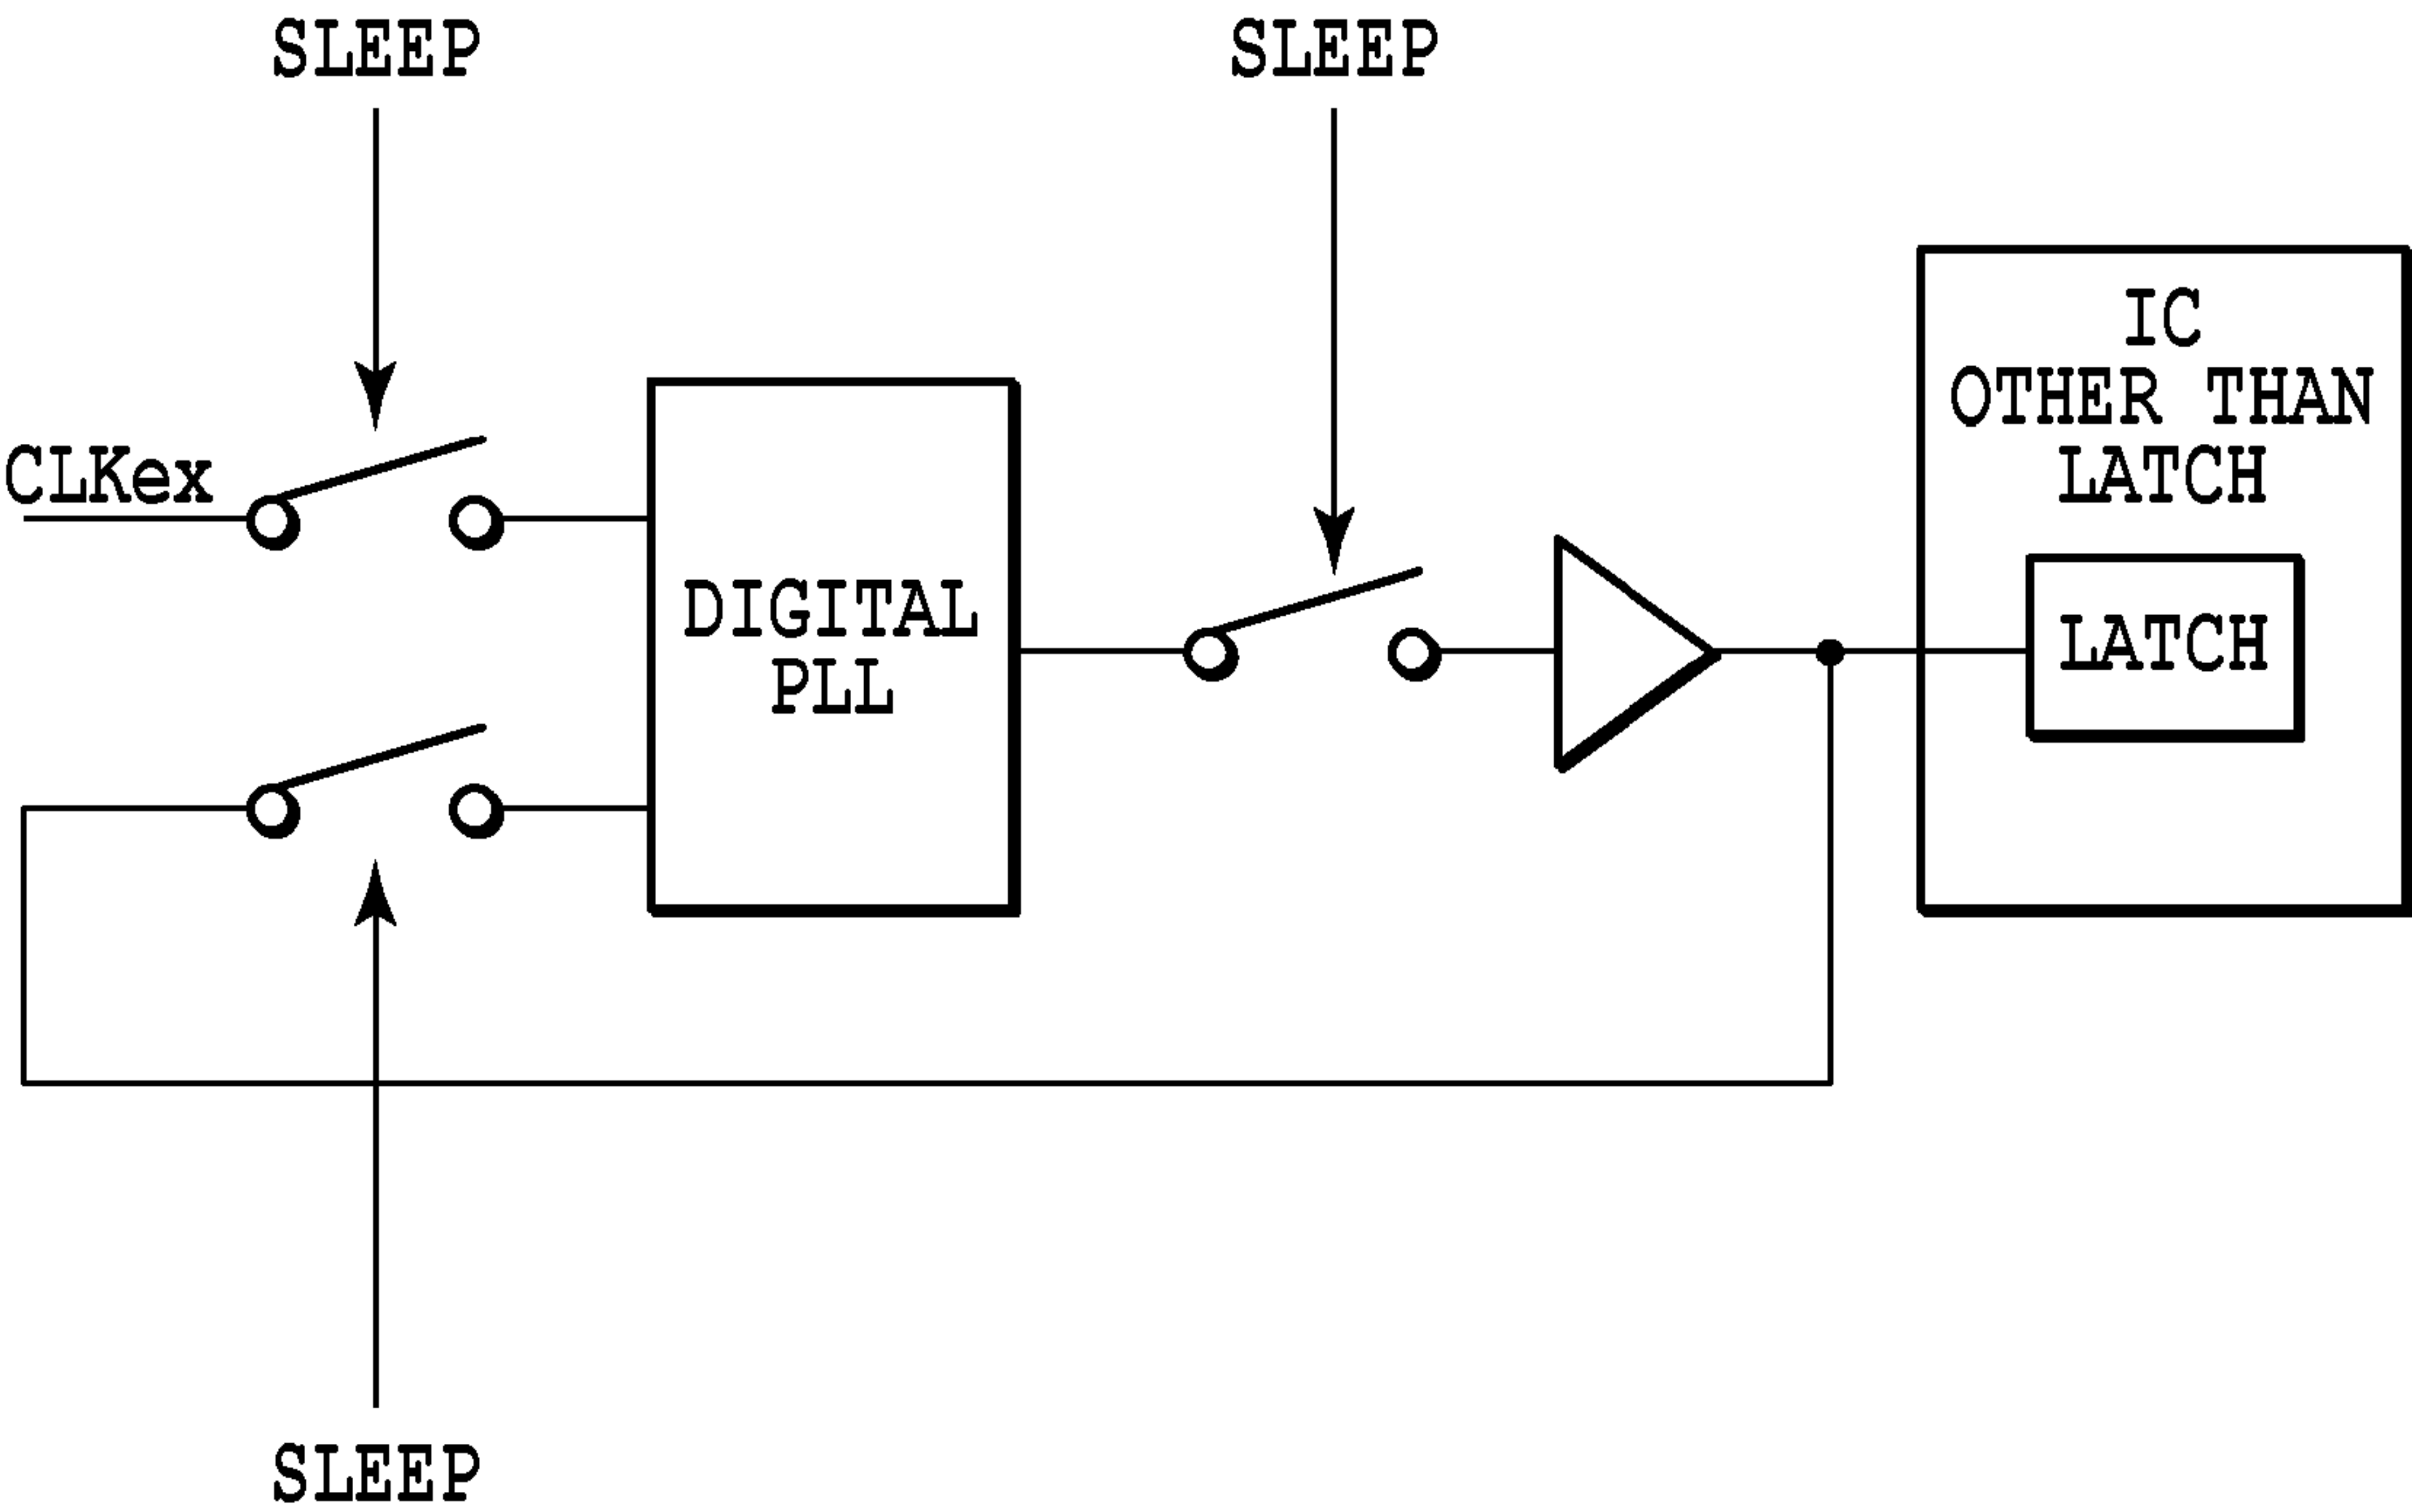 SLEEP
SLEEP
CLKex
DIGITAL
PLL
IC
OTHER THAN
LATCH
LATCH
SLEEP